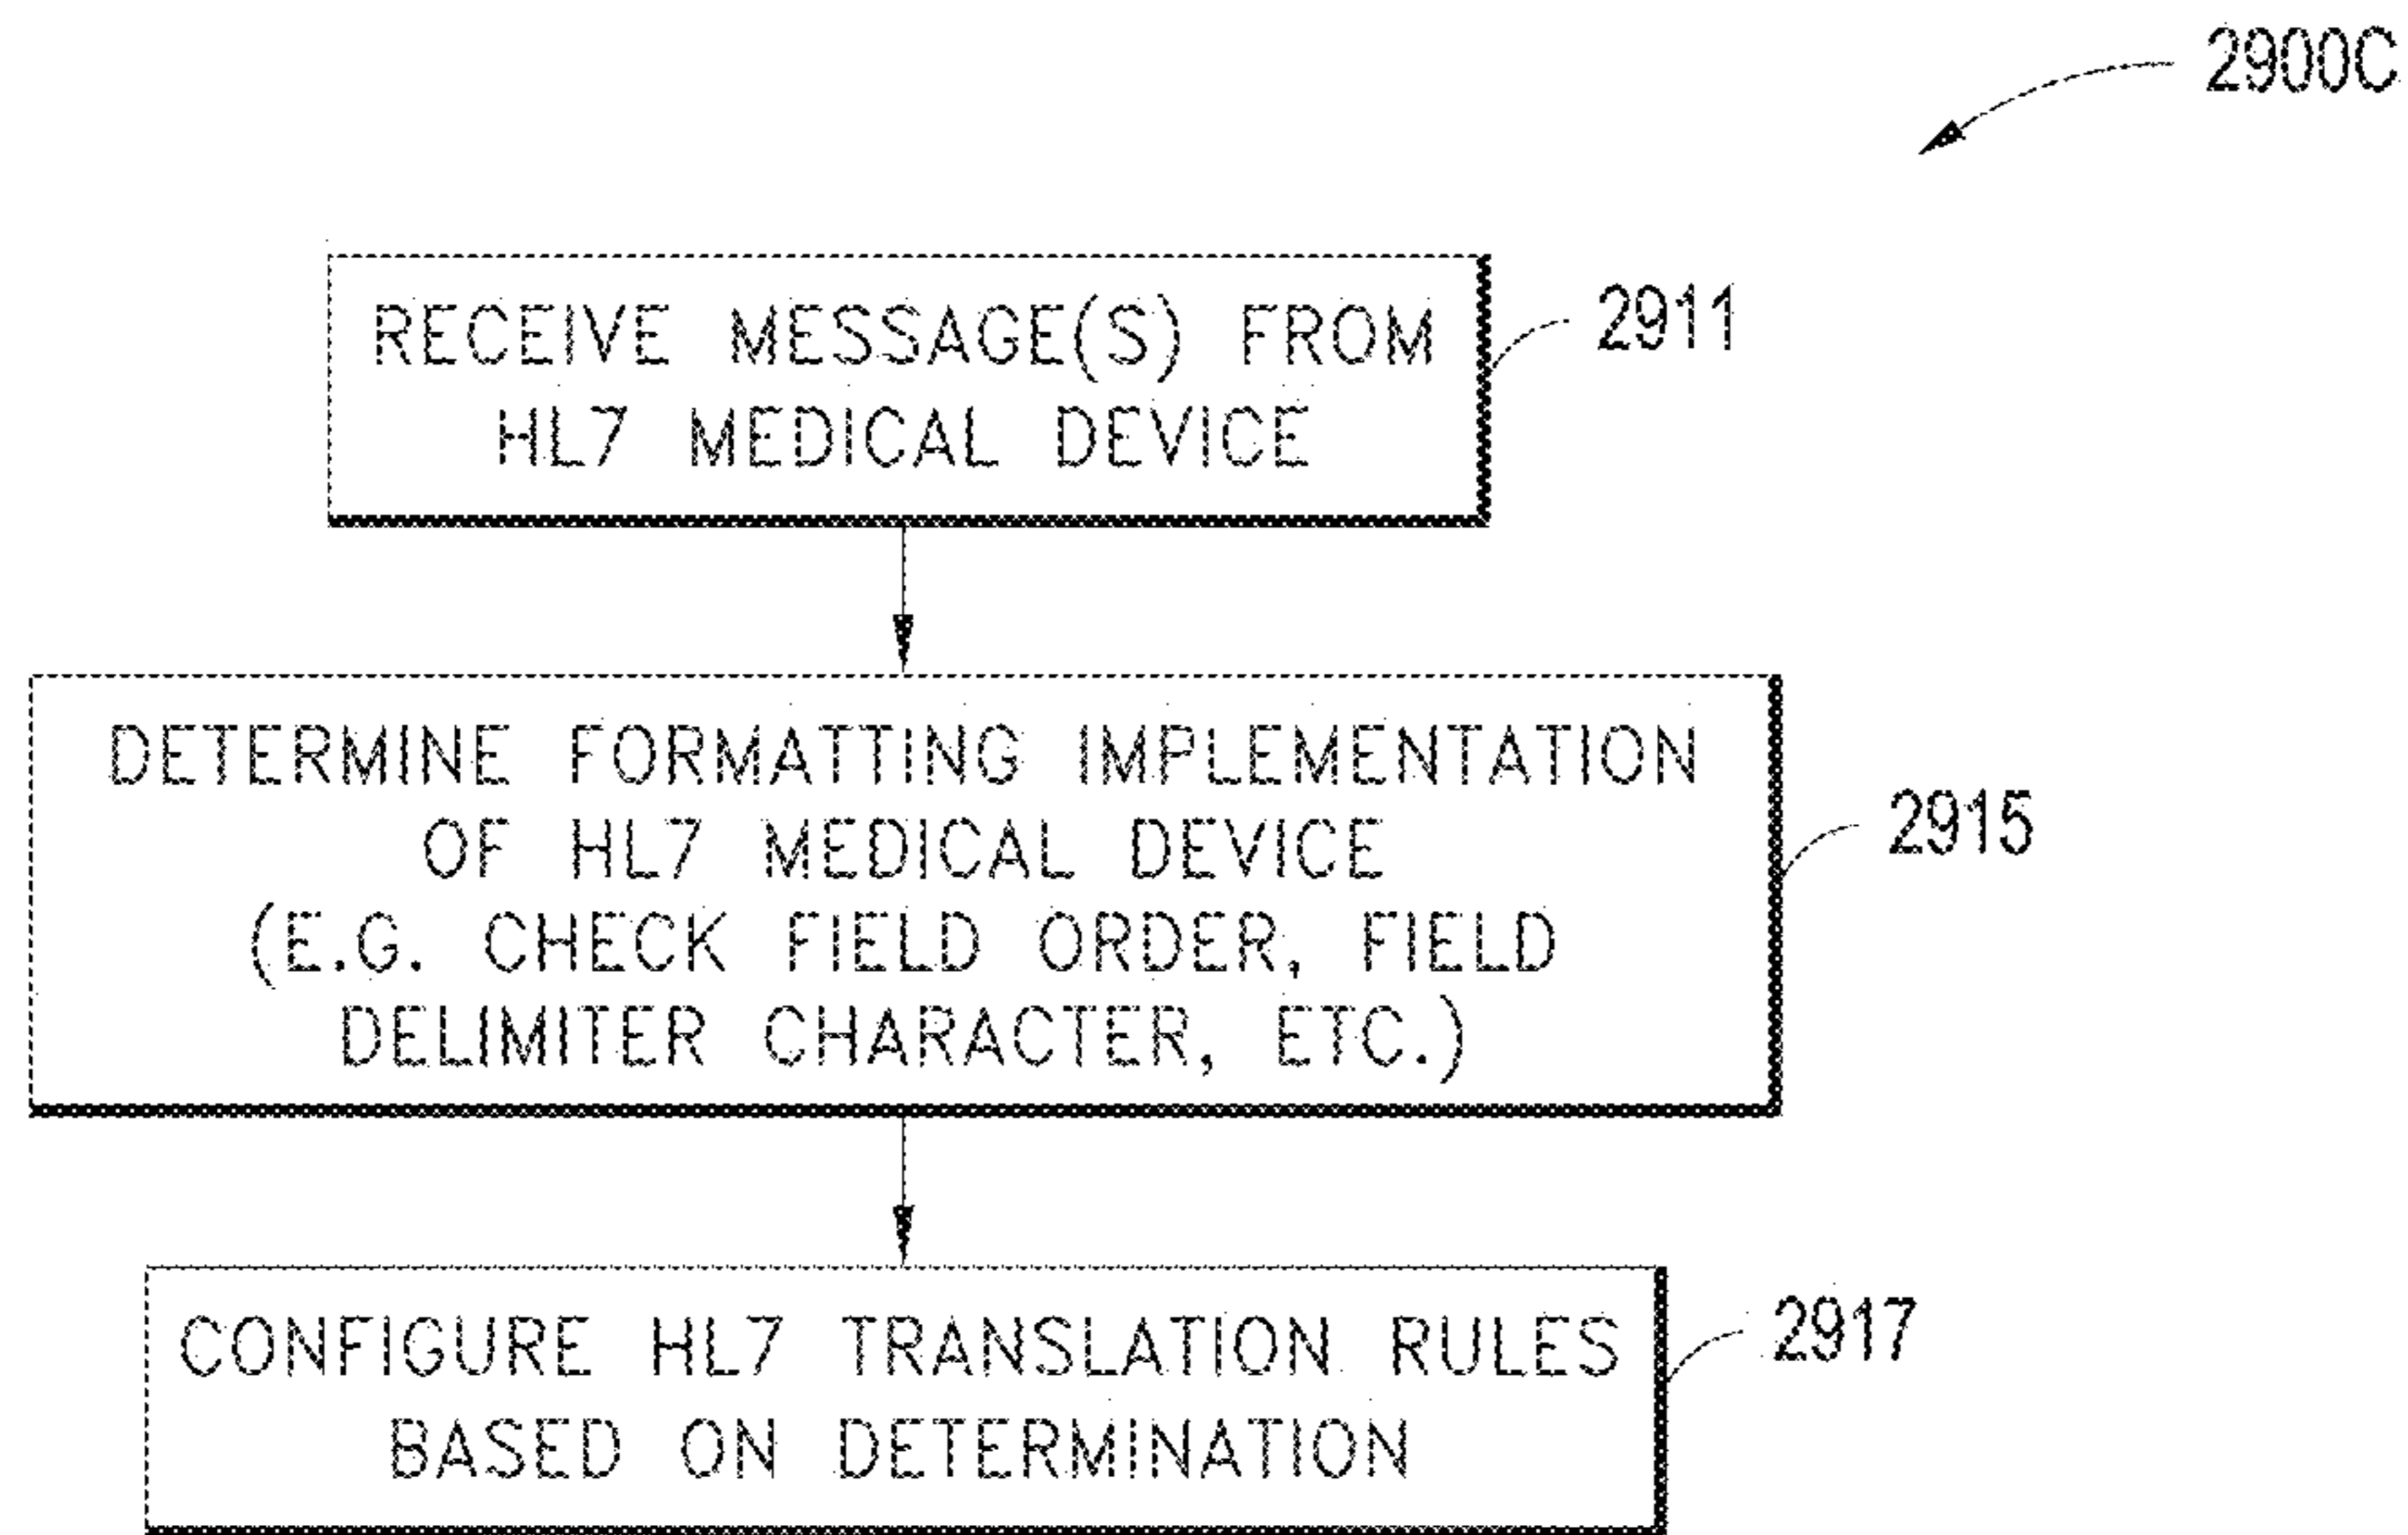 2900C
RECEIVE MESSAGE(S) FROM
HL7 MEDICAL DEVICE
2911
DETERMINE FORMATTING IMPLEMENTATION
OF HL7 MEDICAL DEVICE
(E.G. CHECK FIELD ORDER, FIELD
DELIMITER CHARACTER, ETC.)
2915
CONFIGURE HL7 TRANSLATION RULES
BASED ON DETERMINATION
2917